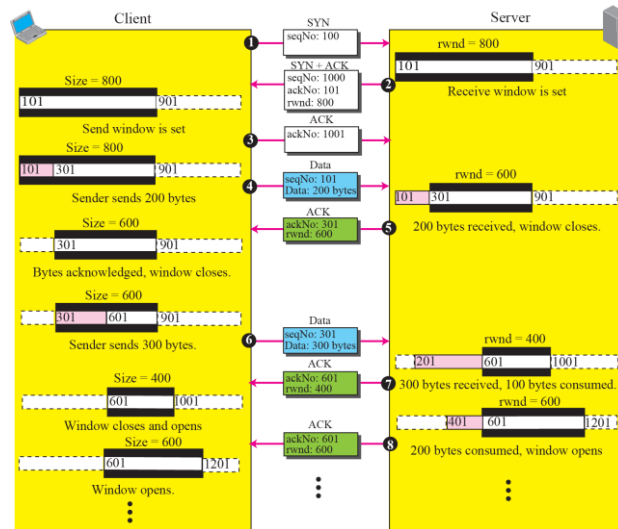 Client
Server
SYN
1
seqNo: 100
rwnd = 800
101
901
Receive window is set
SYN + ACK
seqNo: 1000
ackNo: 101
rwnd: 800
2
Size = 800
101
901
Send window is set
ACK
3
ackNo: 1001
Size = 800
101
301
901
Sender sends 200 bytes
Data
4
seqNo: 101
Data: 200 bytes
rwnd = 600
101
301
901
200 bytes received, window closes.
ACK
ackNo: 301
rwnd: 600
5
Size = 600
301
901
Bytes acknowledged, window closes.
Size = 600
301
601
901
Sender sends 300 bytes.
Data
6
seqNo: 301
Data: 300 bytes
rwnd = 400
201
601
1001
300 bytes received, 100 bytes consumed.
ACK
ackNo: 601
rwnd: 400
7
Size = 400
601
1001
Window closes and opens
rwnd = 600
401
601
1201
200 bytes consumed, window opens
ACK
ackNo: 601
rwnd: 600
8
Size = 600
601
1201
Window opens.